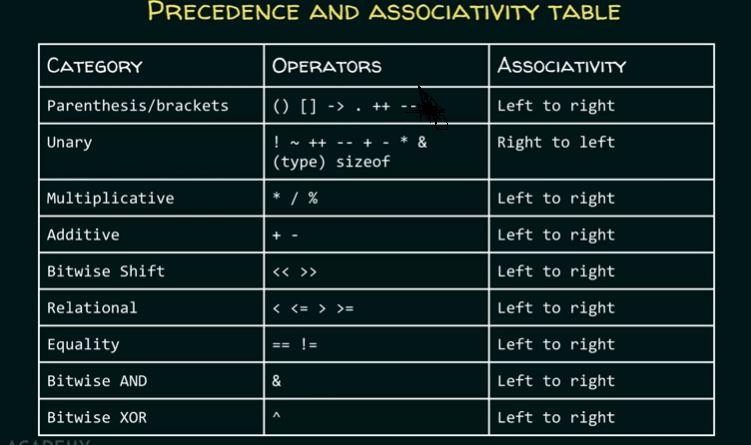 PRECEDENCE AND ASSOCIATIVITY TABLE
CATEGORY OPERATORS ASSOCIATIVITY
Parenthesis/brackets () [] -> . ++ -- Left to right
Unary ! ~ ++ -- + - * & Right to left
(type) sizeof
Multiplicative * / % Left to right
Additive + - Left to right
Bitwise Shift << >> Left to right
Relational < <= > >= Left to right
Equality == != Left to right
Bitwise AND & Left to right
Bitwise XOR ^ Left to right
ACADEMY